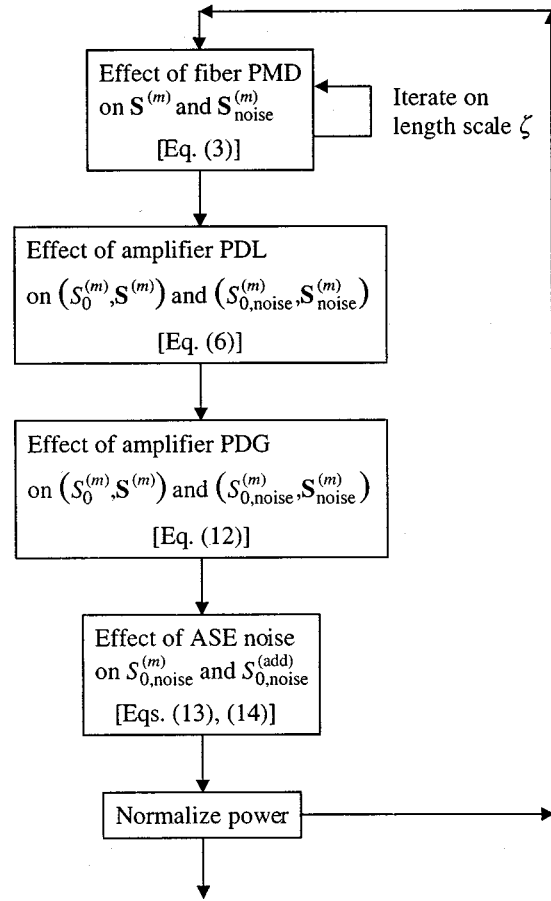 Effect of fiber PMD
on S^(m) and S_noise^(m)
[Eq. (3)]
Iterate on
length scale ζ
Effect of amplifier PDL
on (S_0^(m),S^(m)) and (S_0,noise^(m),S_noise^(m))
[Eq. (6)]
Effect of amplifier PDG
on (S_0^(m),S^(m)) and (S_0,noise^(m),S_noise^(m))
[Eq. (12)]
Effect of ASE noise
on S_0,noise^(m) and S_0,noise^(add)
[Eqs. (13), (14)]
Normalize power